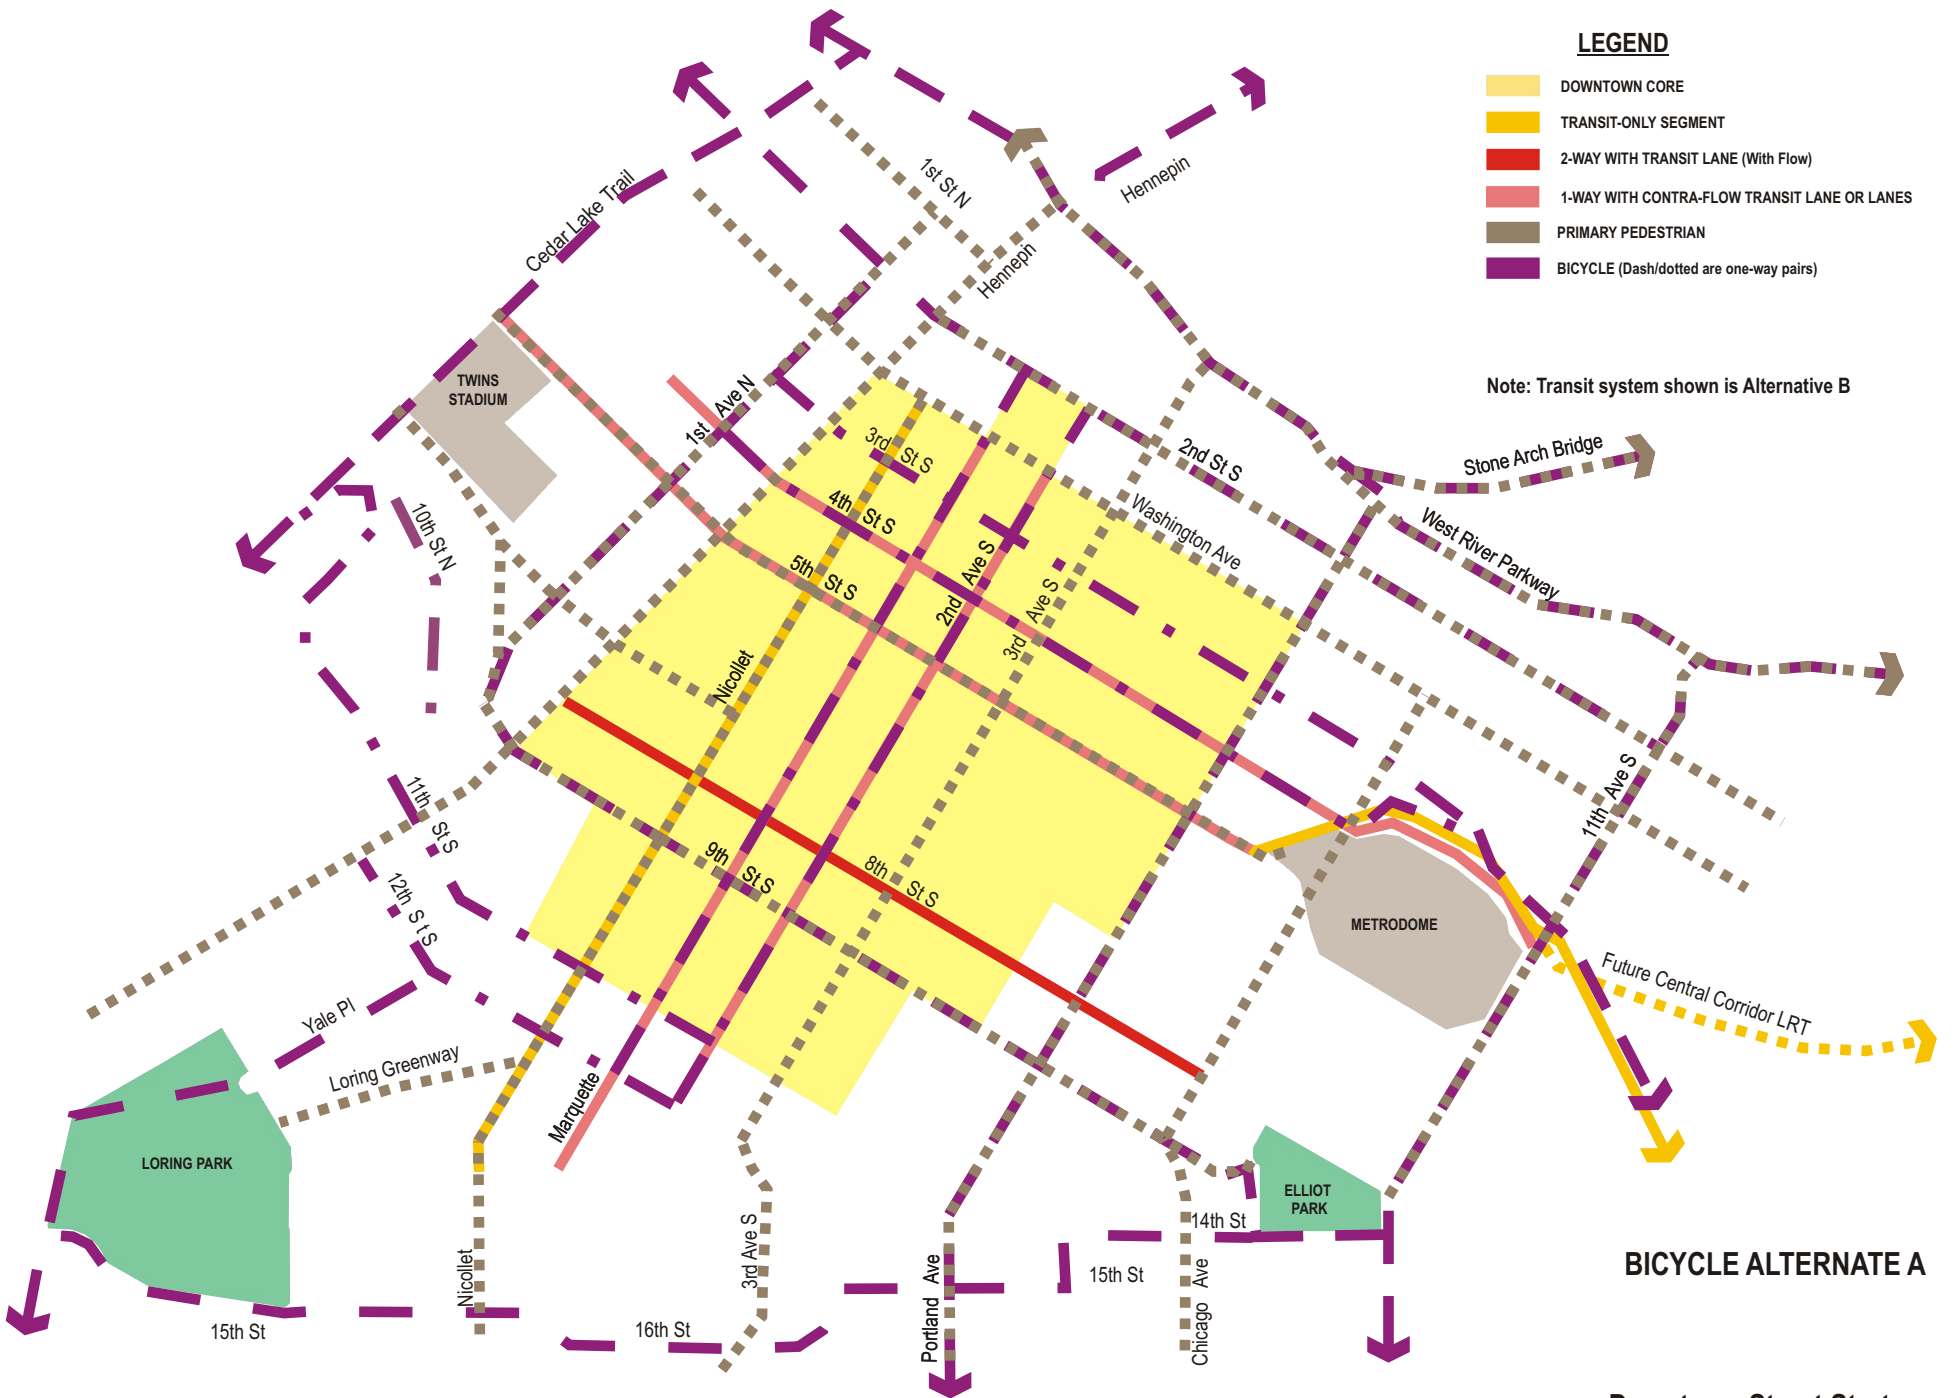 LEGEND
DOWNTOWN CORE
TRANSIT-ONLY SEGMENT
2-WAY WITH TRANSIT LANE (With Flow)
1-WAY WITH CONTRA-FLOW TRANSIT LANE OR LANES
PRIMARY PEDESTRIAN
BICYCLE (Dash/dotted are one-way pairs)
Note: Transit system shown is Alternative B
Hennepin
1st St N
Cedar Lake Trail
Hennepin
TWINS
STADIUM
1st Ave N
3rd St S
2nd St S
Stone Arch Bridge
10th St N
4th St S
Washington Ave
West River Parkway
5th St S
2nd Ave S
3rd Ave S
Nicollet
11th Ave S
11th St S
9th St S
8th St S
12th St S
METRODOME
Future Central Corridor LRT
Yale Pl
Loring Greenway
Marquette
LORING PARK
ELLIOT
PARK
14th St
Nicollet
3rd Ave S
Portland Ave
15th St
Chicago Ave
15th St
16th St
BICYCLE ALTERNATE A